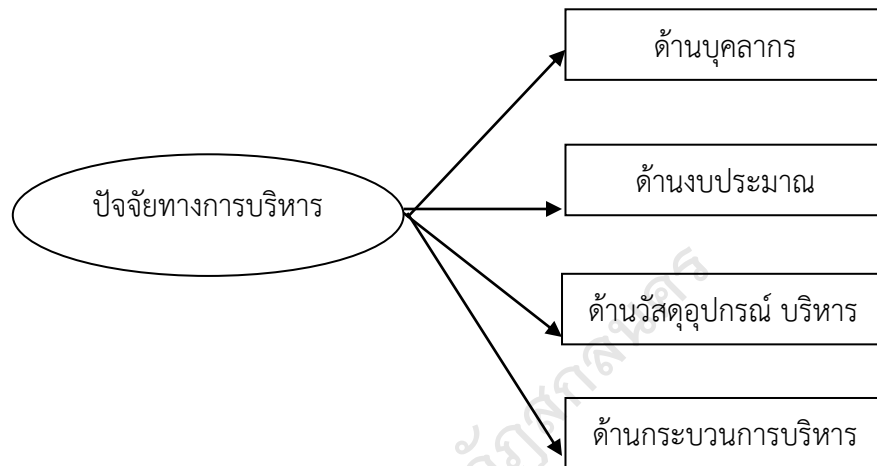 ด้านบุคลากร
ด้านงบประมาณ
ปัจจัยทางการบริหาร
ด้านวัสดุอุปกรณ์ บริหาร
ด้านกระบวนการบริหาร